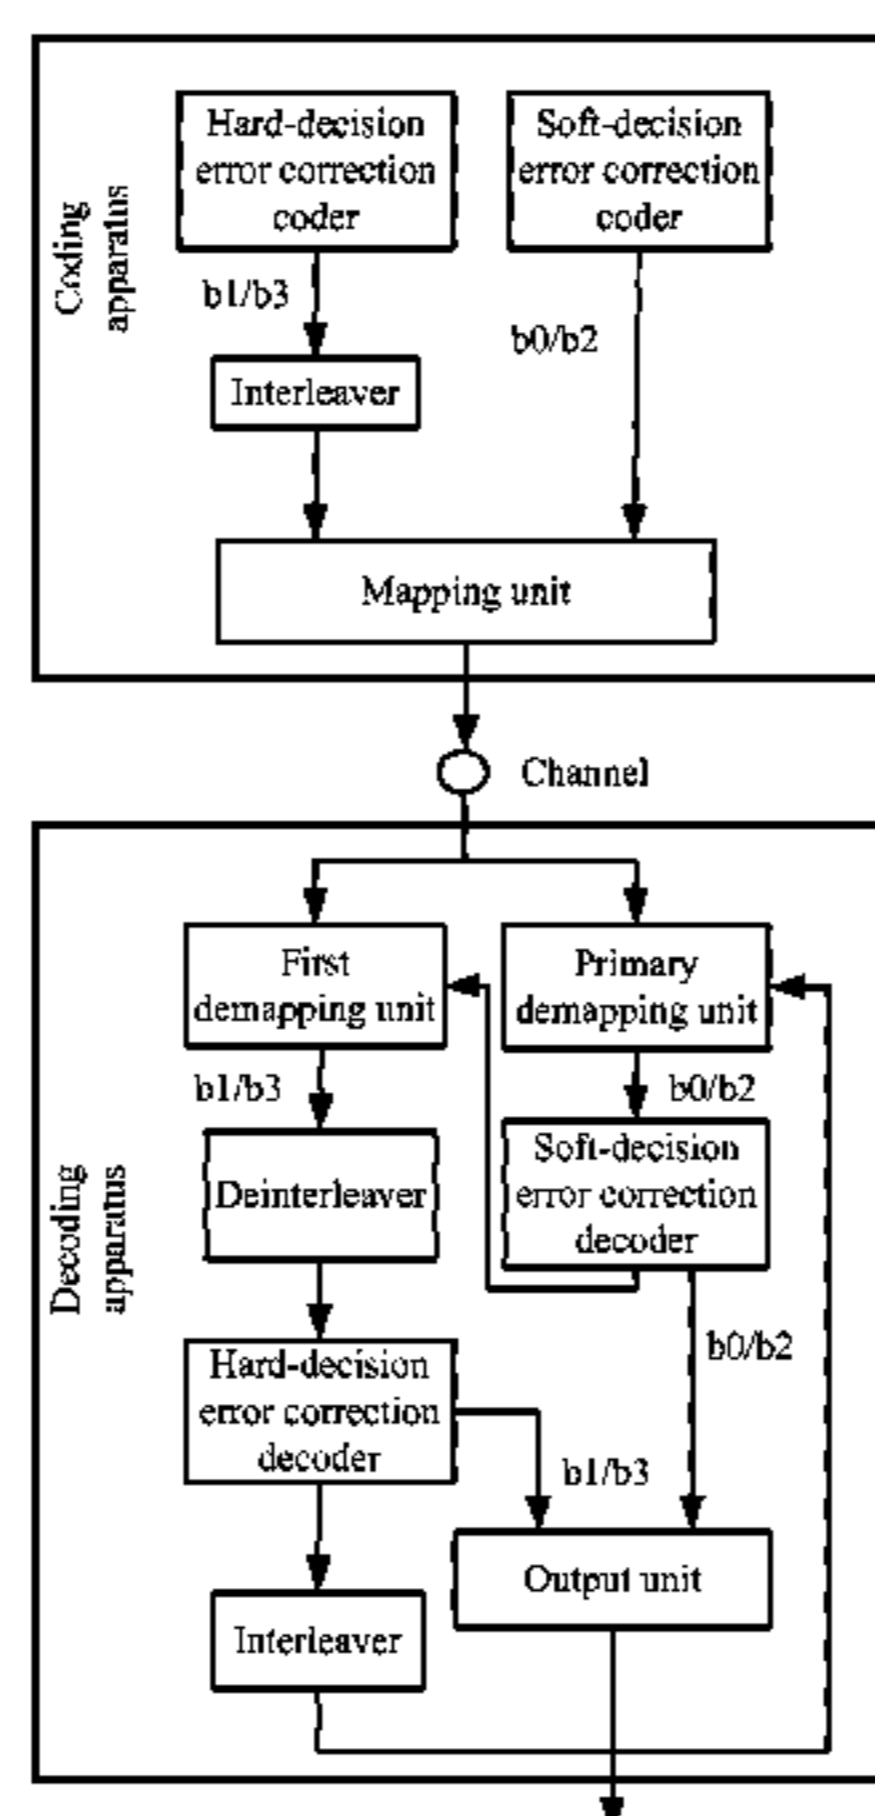 Coding
apparatus
Hard-decision
error correction
coder
Soft-decision
error correction
coder
b1/b3
b0/b2
Interleaver
Mapping unit
Channel
Decoding
apparatus
First
demapping unit
Primary
demapping unit
b1/b3
b0/b2
Deinterleaver
Soft-decision
error correction
decoder
Hard-decision
error correction
decoder
b0/b2
b1/b3
Output unit
Interleaver